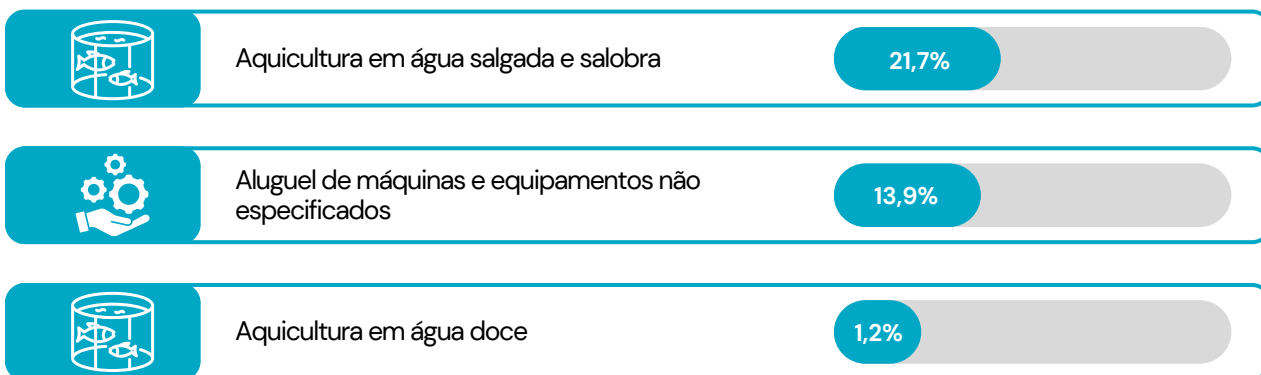 Aquicultura em água salgada e salobra
21,7%
Aluguel de máquinas e equipamentos não
especificados
13,9%
Aquicultura em água doce
1,2%